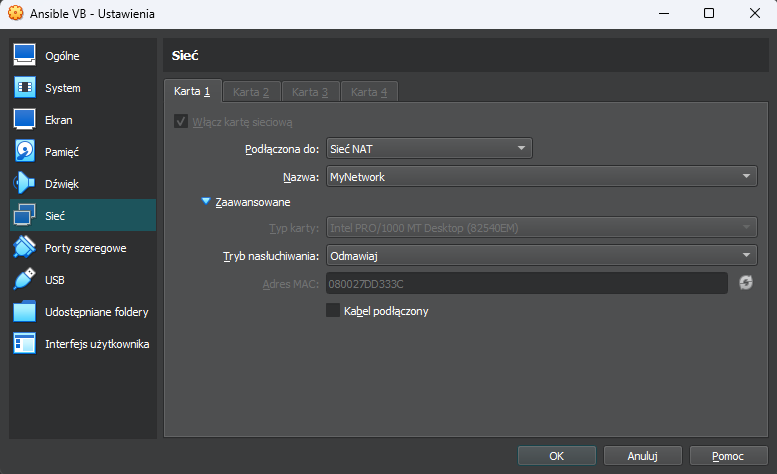 Ansible VB - Ustawienia
Ogólne
System
Ekran
Pamięć
Dźwięk
Sieć
Porty szeregowe
USB
Udostępniane foldery
Interfejs użytkownika
Sieć
Karta 1 Karta 2 Karta 3 Karta 4
Włącz kartę sieciową
Podłączona do: Sieć NAT
Nazwa: MyNetwork
Zaawansowane
Typ karty: Intel PRO/1000 MT Desktop (82540EM)
Tryb nasłuchiwania: Odmawiaj
Adres MAC: 080027DD333C
Kabel podłączony
OK Anuluj Pomoc